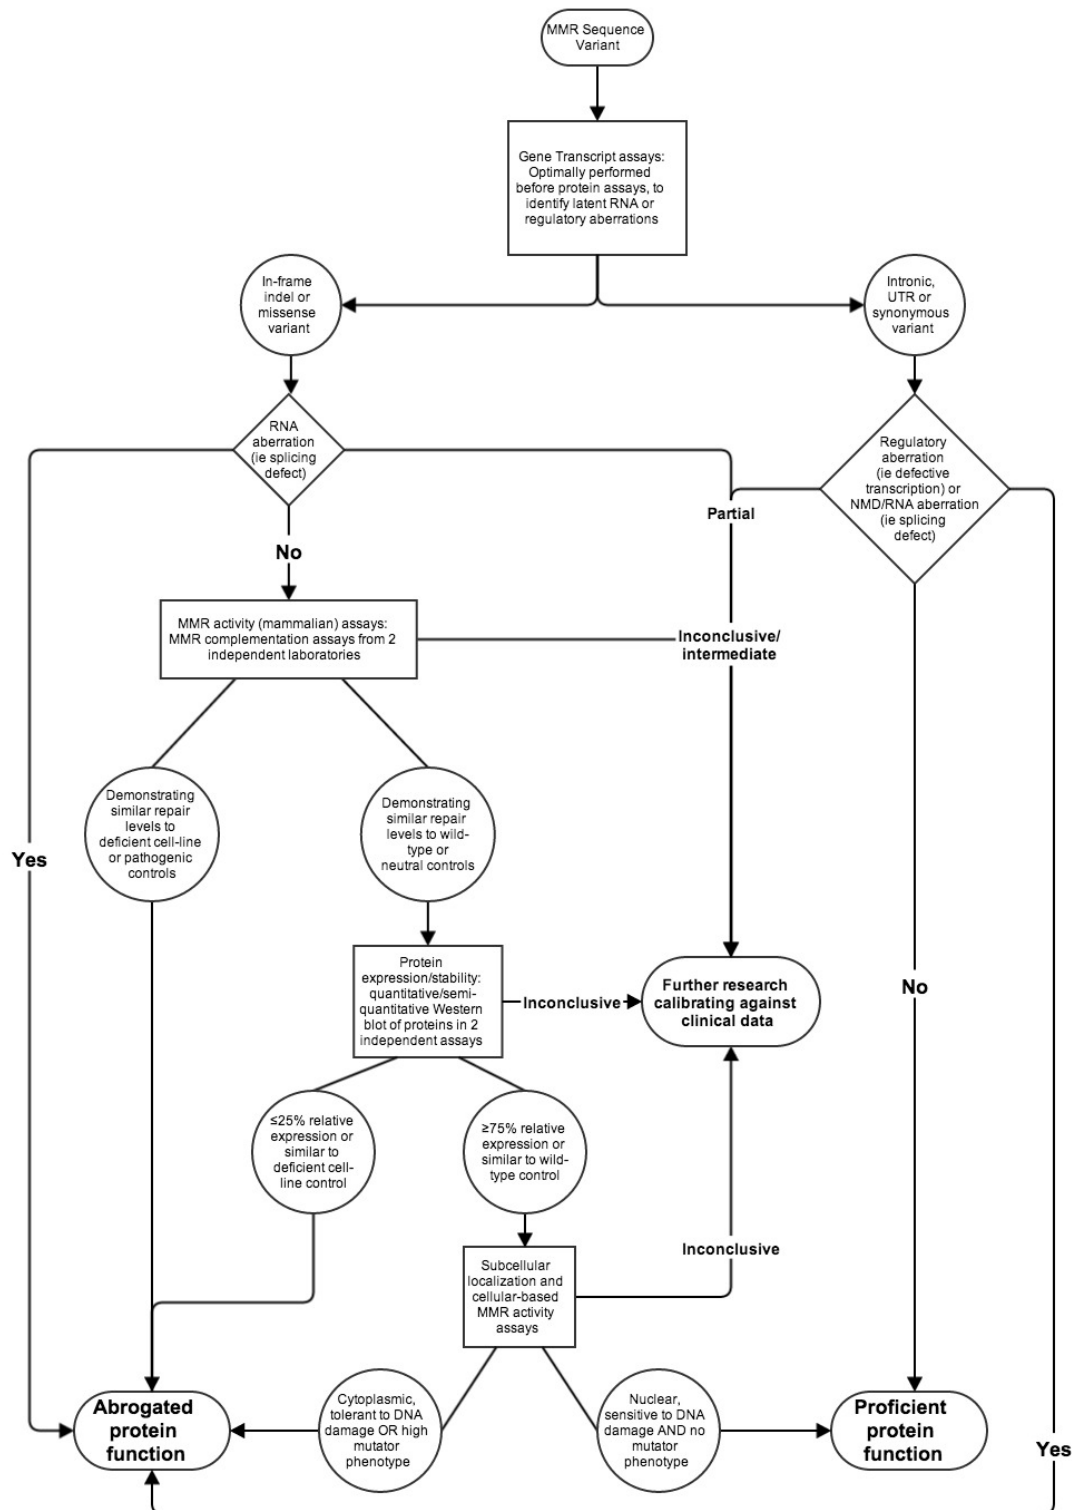 MMR Sequence
Variant
Gene Transcript assays:
Optimally performed
before protein assays, to
identify latent RNA or
regulatory aberrations
In-frame
indel or
missense
variant
Intronic,
UTR or
synonymous
variant
RNA
aberration
(ie splicing
defect)
Regulatory
aberration
(ie defective
transcription) or
NMD/RNA aberration
(ie splicing
defect)
Partial
No
MMR activity (mammalian) assays:
MMR complementation assays from 2
independent laboratories
Inconclusive/
intermediate
Demonstrating
similar repair
levels to
deficient cell-line
or pathogenic
controls
Demonstrating
similar repair
levels to wild-
type or
neutral controls
Yes
Protein
expression/stability:
quantitative/semi-
quantitative Western
blot of proteins in 2
independent assays
Inconclusive
Further research
calibrating against
clinical data
No
≤25% relative
expression or
similar to
deficient cell-
line control
≥75% relative
expression or
similar to wild-
type control
Inconclusive
Subcellular
localization and
cellular-based
MMR activity
assays
Abrogated
protein
function
Cytoplasmic,
tolerant to DNA
damage OR high
mutator
phenotype
Nuclear,
sensitive to DNA
damage AND no
mutator
phenotype
Proficient
protein
function
Yes